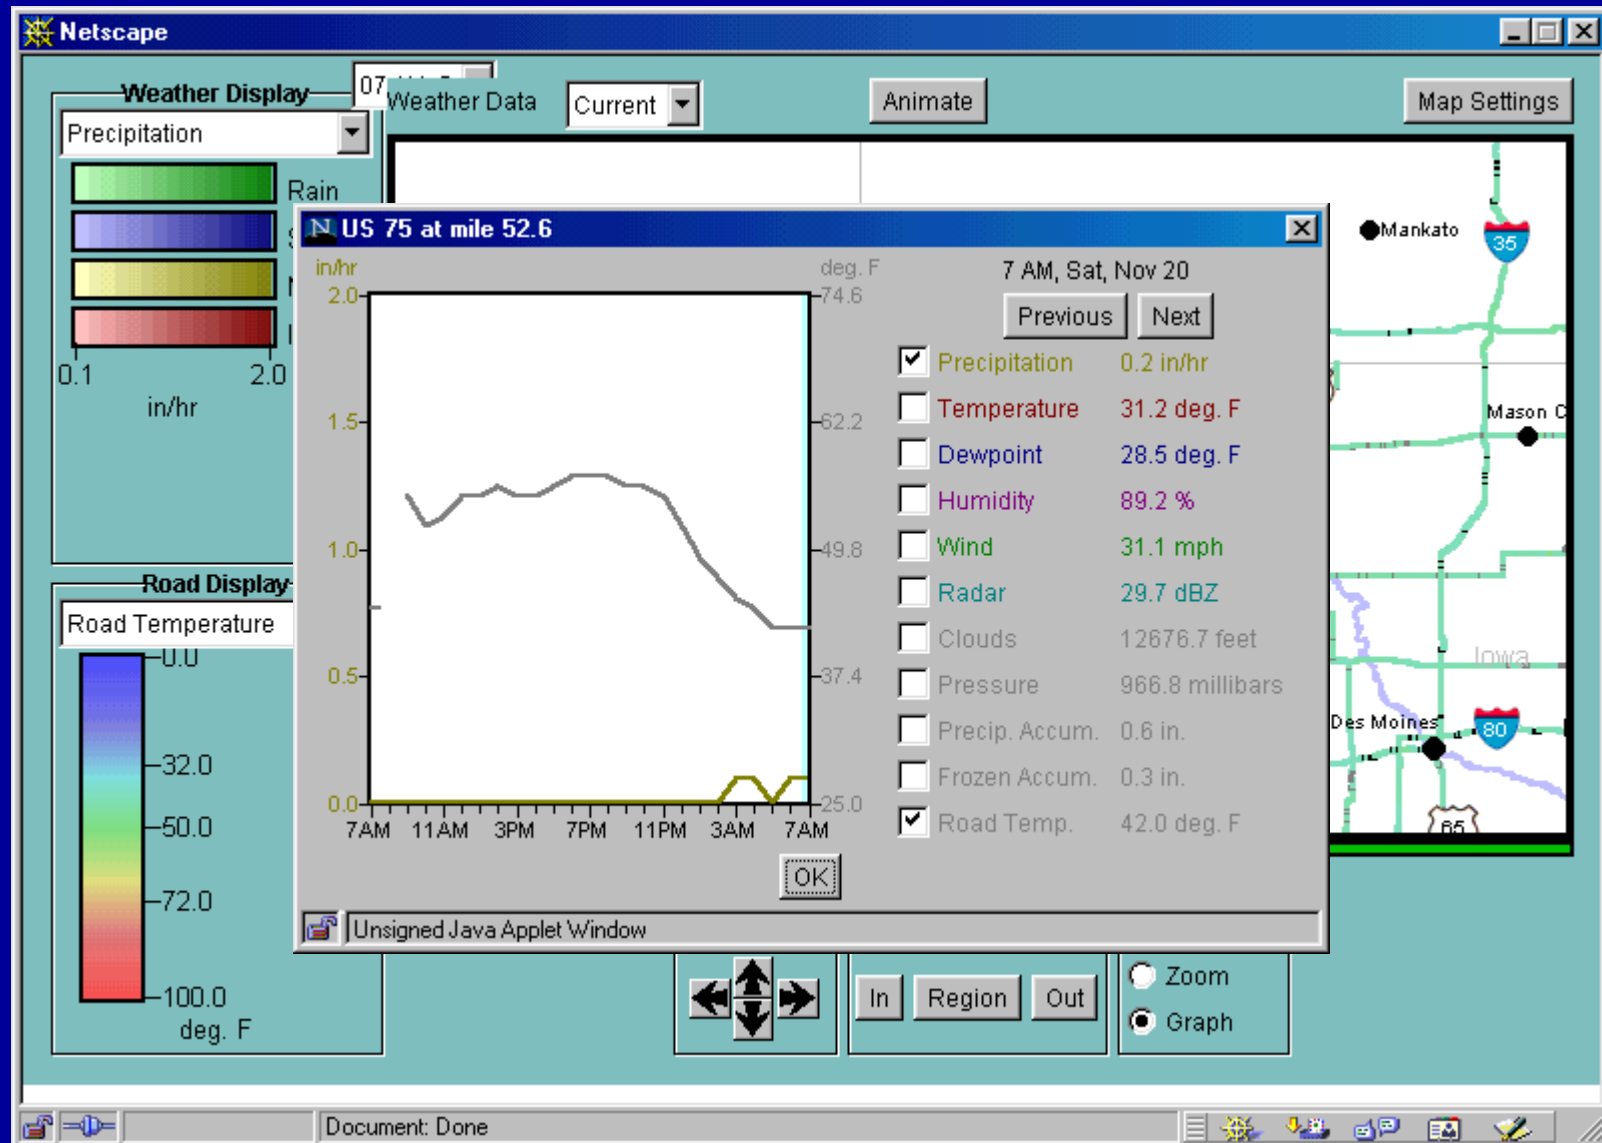 Netscape
Weather Display
07
Weather Data
Current
Animate
Map Settings
Precipitation
Rain
0.1
2.0
in/hr
Road Display
Road Temperature
0.0
32.0
50.0
72.0
100.0
deg. F
US 75 at mile 52.6
in/hr
deg. F
2.0
1.5
1.0
0.5
0.0
74.6
62.2
49.8
37.4
25.0
7AM 11AM 3PM 7PM 11PM 3AM 7AM
7 AM, Sat, Nov 20
Previous
Next
Precipitation 0.2 in/hr
Temperature 31.2 deg. F
Dewpoint 28.5 deg. F
Humidity 89.2 %
Wind 31.1 mph
Radar 29.7 dBZ
Clouds 12676.7 feet
Pressure 966.8 millibars
Precip. Accum. 0.6 in.
Frozen Accum. 0.3 in.
Road Temp. 42.0 deg. F
OK
Unsigned Java Applet Window
Mankato
35
Mason C
Iowa
Des Moines
80
65
In
Region
Out
Zoom
Graph
Document: Done